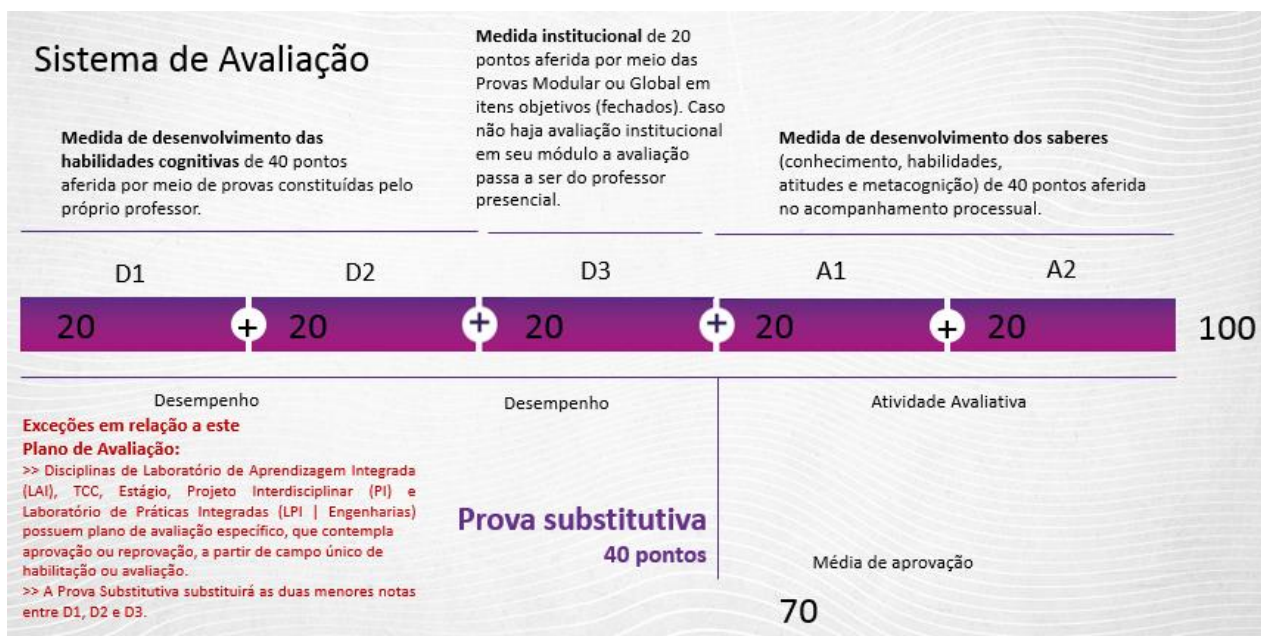 Sistema de Avaliação
Medida de desenvolvimento das
habilidades cognitivas de 40 pontos
aferida por meio de provas constituídas pelo
próprio professor.
Medida institucional de 20
pontos aferida por meio das
Provas Modular ou Global em
itens objetivos (fechados). Caso
não haja avaliação institucional
em seu módulo a avaliação
passa a ser do professor
presencial.
Medida de desenvolvimento dos saberes
(conhecimento, habilidades,
atitudes e metacognição) de 40 pontos aferida
no acompanhamento processual.
D1 D2 D3 A1 A2
20 + 20 + 20 + 20 + 20 100
Desempenho Desempenho Atividade Avaliativa
Exceções em relação a este
Plano de Avaliação:
>> Disciplinas de Laboratório de Aprendizagem Integrada
(LAI), TCC, Estágio, Projeto Interdisciplinar (PI) e
Laboratório de Práticas Integradas (LPI | Engenharias)
possuem plano de avaliação específico, que contempla
aprovação ou reprovação, a partir de campo único de
habilitação ou avaliação.
>> A Prova Substitutiva substituirá as duas menores notas
entre D1, D2 e D3.
Prova substitutiva
40 pontos
Média de aprovação
70